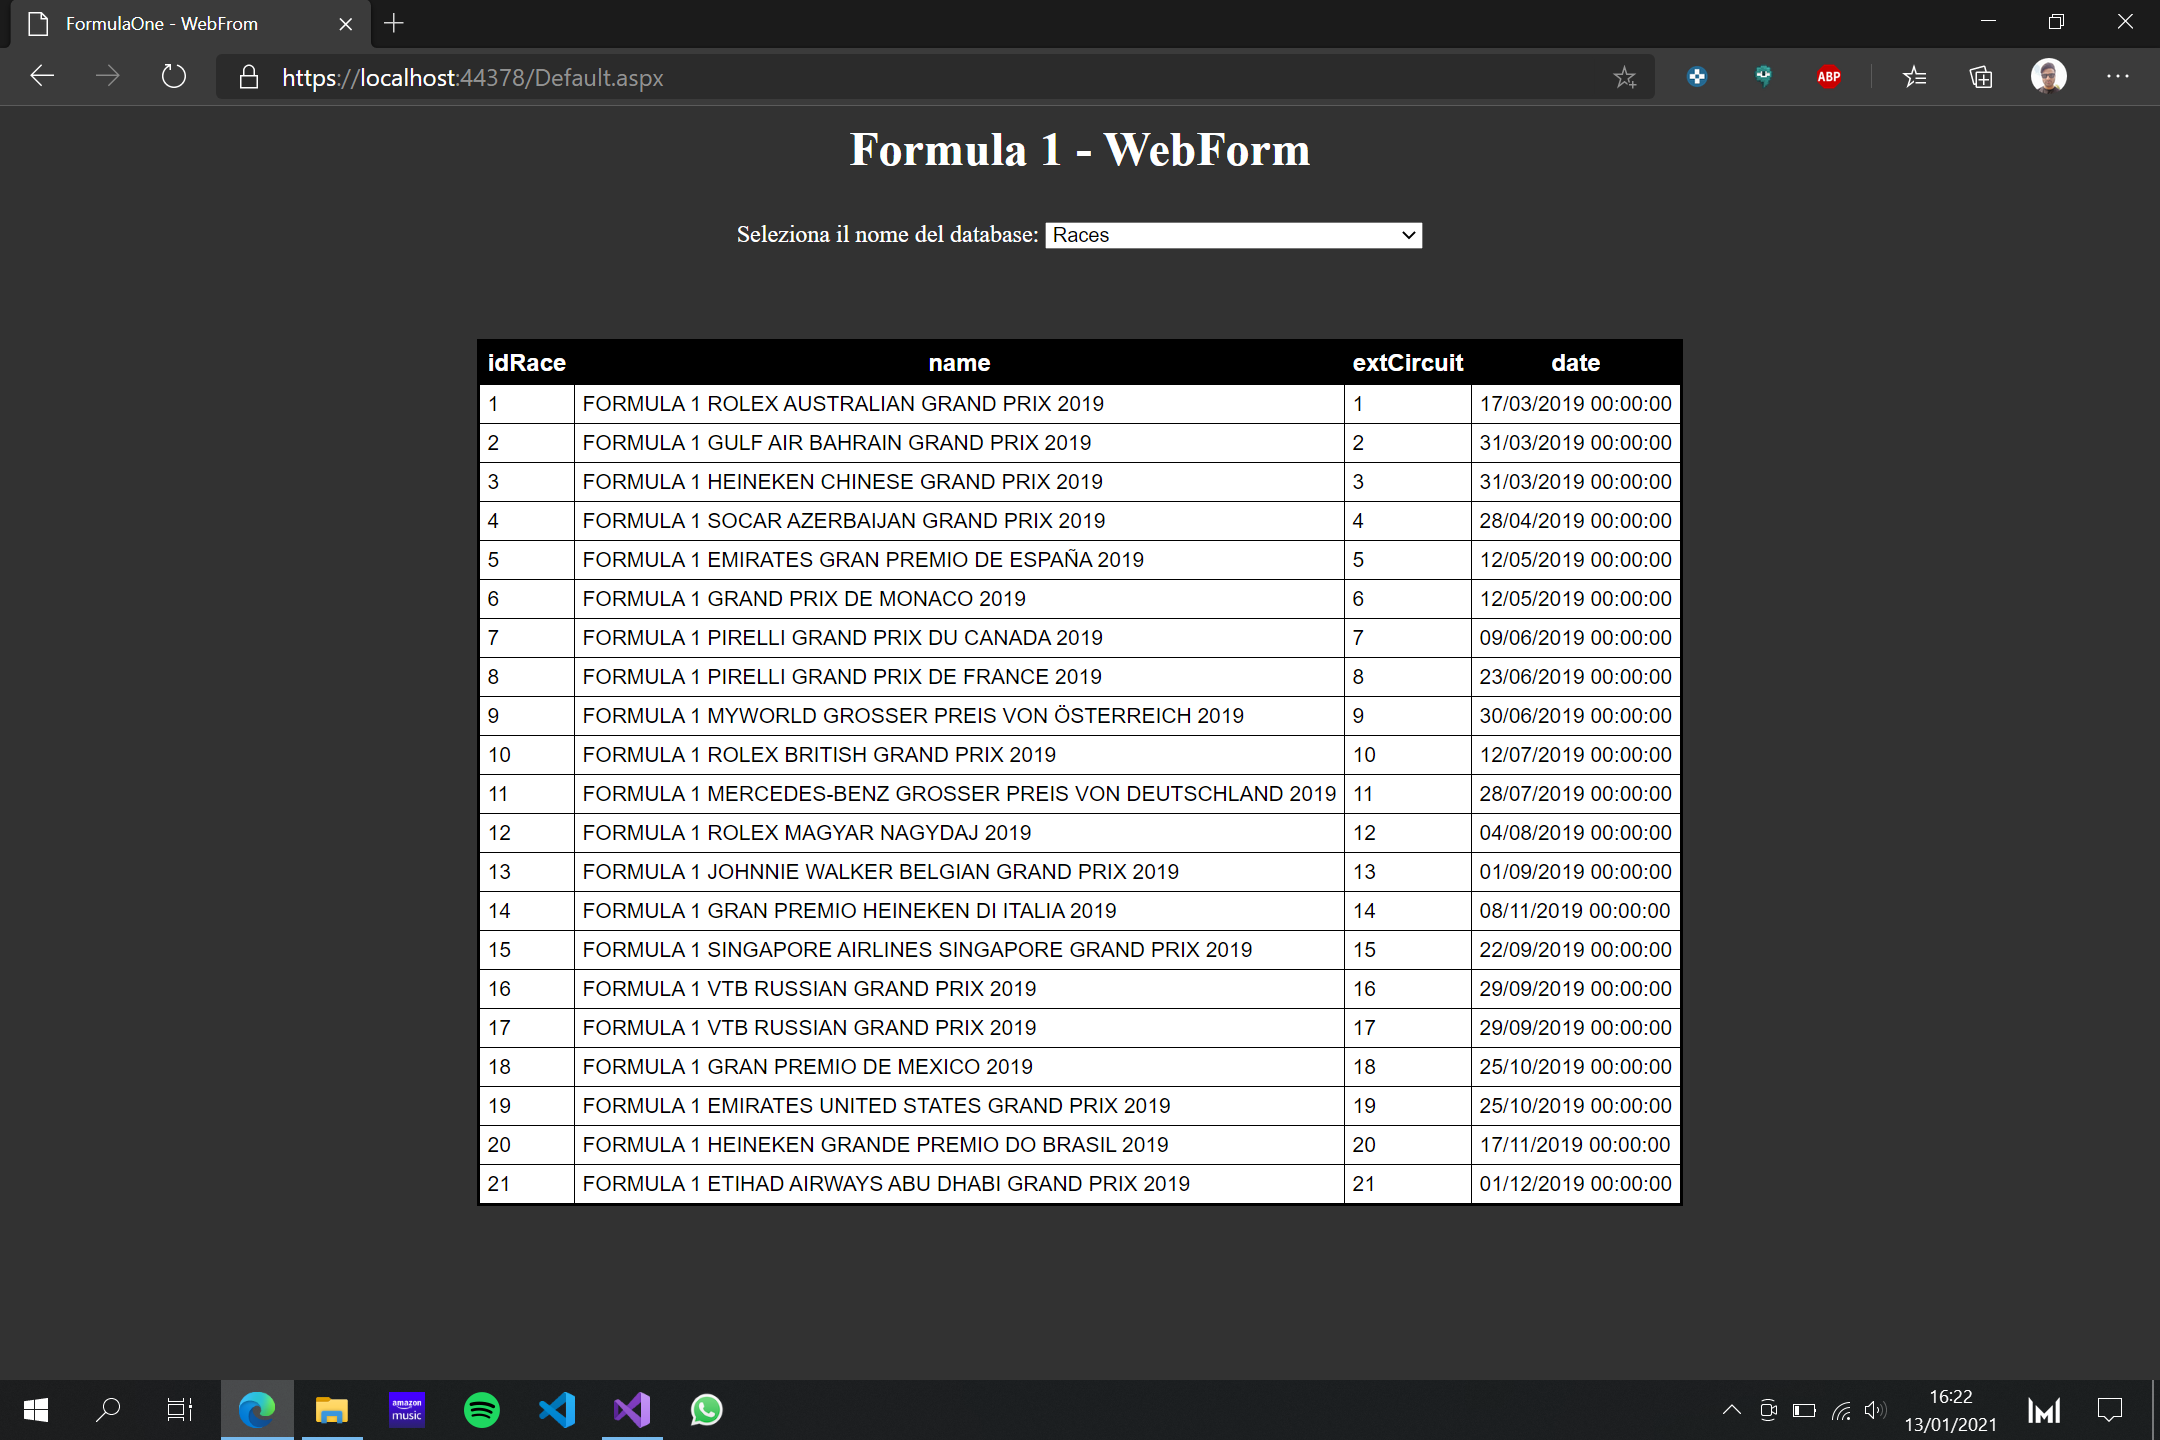 FormulaOne - WebFrom
https://localhost:44378/Default.aspx
ABP
Formula 1 - WebForm
Seleziona il nome del database: Races
idRace name extCircuit date
1 FORMULA 1 ROLEX AUSTRALIAN GRAND PRIX 2019 1 17/03/2019 00:00:00
2 FORMULA 1 GULF AIR BAHRAIN GRAND PRIX 2019 2 31/03/2019 00:00:00
3 FORMULA 1 HEINEKEN CHINESE GRAND PRIX 2019 3 31/03/2019 00:00:00
4 FORMULA 1 SOCAR AZERBAIJAN GRAND PRIX 2019 4 28/04/2019 00:00:00
5 FORMULA 1 EMIRATES GRAN PREMIO DE ESPAÑA 2019 5 12/05/2019 00:00:00
6 FORMULA 1 GRAND PRIX DE MONACO 2019 6 12/05/2019 00:00:00
7 FORMULA 1 PIRELLI GRAND PRIX DU CANADA 2019 7 09/06/2019 00:00:00
8 FORMULA 1 PIRELLI GRAND PRIX DE FRANCE 2019 8 23/06/2019 00:00:00
9 FORMULA 1 MYWORLD GROSSER PREIS VON ÖSTERREICH 2019 9 30/06/2019 00:00:00
10 FORMULA 1 ROLEX BRITISH GRAND PRIX 2019 10 12/07/2019 00:00:00
11 FORMULA 1 MERCEDES-BENZ GROSSER PREIS VON DEUTSCHLAND 2019 11 28/07/2019 00:00:00
12 FORMULA 1 ROLEX MAGYAR NAGYDAJ 2019 12 04/08/2019 00:00:00
13 FORMULA 1 JOHNNIE WALKER BELGIAN GRAND PRIX 2019 13 01/09/2019 00:00:00
14 FORMULA 1 GRAN PREMIO HEINEKEN DI ITALIA 2019 14 08/11/2019 00:00:00
15 FORMULA 1 SINGAPORE AIRLINES SINGAPORE GRAND PRIX 2019 15 22/09/2019 00:00:00
16 FORMULA 1 VTB RUSSIAN GRAND PRIX 2019 16 29/09/2019 00:00:00
17 FORMULA 1 VTB RUSSIAN GRAND PRIX 2019 17 29/09/2019 00:00:00
18 FORMULA 1 GRAN PREMIO DE MEXICO 2019 18 25/10/2019 00:00:00
19 FORMULA 1 EMIRATES UNITED STATES GRAND PRIX 2019 19 25/10/2019 00:00:00
20 FORMULA 1 HEINEKEN GRANDE PREMIO DO BRASIL 2019 20 17/11/2019 00:00:00
21 FORMULA 1 ETIHAD AIRWAYS ABU DHABI GRAND PRIX 2019 21 01/12/2019 00:00:00
amazon
music
16:22
13/01/2021